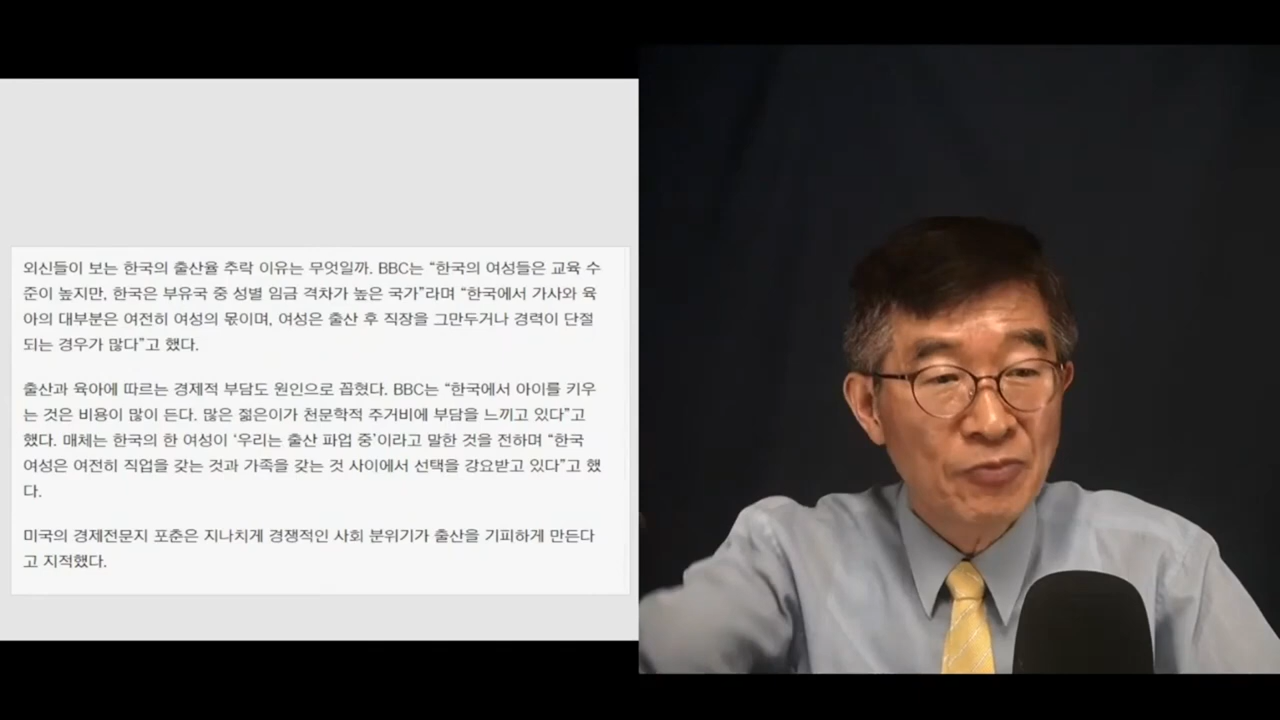 외신들이 보는 한국의 출산율 추락 이유는 무엇일까. BBC는 “한국의 여성들은 교육 수
준이 높지만, 한국은 부유국 중 성별 임금 격차가 높은 국가”라며 “한국에서 가사와 육
아의 대부분은 여전히 여성의 몫이며, 여성은 출산 후 직장을 그만두거나 경력이 단절
되는 경우가 많다”고 했다.
출산과 육아에 따르는 경제적 부담도 원인으로 꼽혔다. BBC는 “한국에서 아이를 키우
는 것은 비용이 많이 든다. 많은 젊은이가 천문학적 주거비에 부담을 느끼고 있다”고
했다. 매체는 한국의 한 여성이 ‘우리는 출산 파업 중’이라고 말한 것을 전하며 “한국
여성은 여전히 직업을 갖는 것과 가족을 갖는 것 사이에서 선택을 강요받고 있다”고 했
다.
미국의 경제전문지 포춘은 지나치게 경쟁적인 사회 분위기가 출산을 기피하게 만든다
고 지적했다.